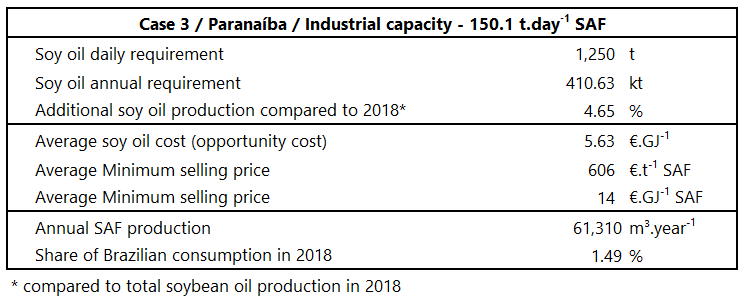 Case 3 / Paranaíba / Industrial capacity - 150.1 t.day⁻¹ SAF
Soy oil daily requirement 1,250 t
Soy oil annual requirement 410.63 kt
Additional soy oil production compared to 2018* 4.65 %
Average soy oil cost (opportunity cost) 5.63 €.GJ⁻¹
Average Minimum selling price 606 €.t⁻¹ SAF
Average Minimum selling price 14 €.GJ⁻¹ SAF
Annual SAF production 61,310 m³.year⁻¹
Share of Brazilian consumption in 2018 1.49 %
* compared to total soybean oil production in 2018